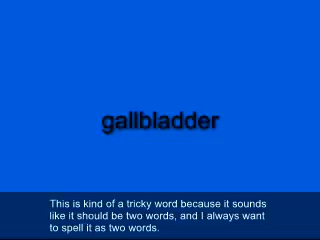 gallbladder
This is kind of a tricky word because it sounds
like it should be two words, and I always want
to spell it as two words.